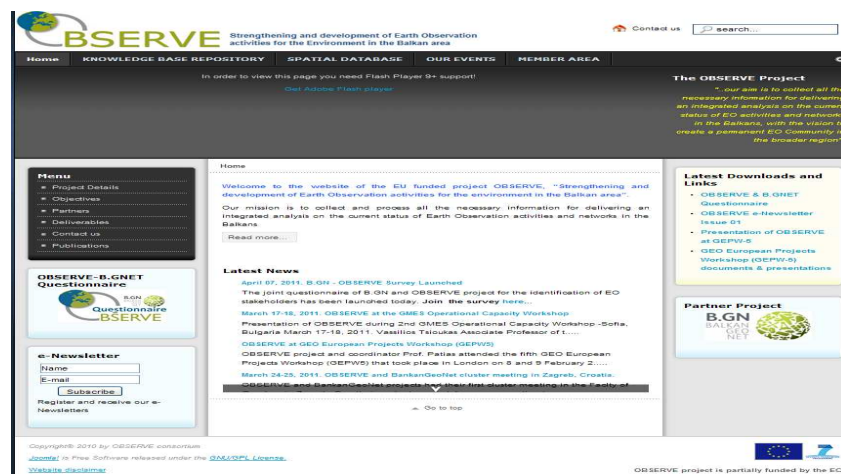 OBSERVE
Strengthening and development of Earth Observation
activities for the Environment in the Balkan area
Contact us
search...
Home KNOWLEDGE BASE REPOSITORY SPATIAL DATABASE OUR EVENTS MEMBER AREA
In order to view this page you need Flash Player 9+ support!
Get Adobe Flash player
The OBSERVE Project
"..our aim is to collect all the
necessary information for delivering
an integrated analysis on the current
status of EO activities and network
in the Balkans, with the vision t
create a permanent EO Community i
the broader region"
Menu
Project Details
Objectives
Partners
Deliverables
Contact us
Publications
OBSERVE-B.GNET
Questionnaire
B.GN
Questionnaire
OBSERVE
e-Newsletter
Name
E-mail
Subscribe
Register and receive our e-
Newsletters
Home
Welcome to the website of the EU funded project OBSERVE, "Strengthening and
development of Earth Observation activities for the environment in the Balkan area".
Our mission is to collect and process all the necessary information for delivering an
integrated analysis on the current status of Earth Observation activities and networks in the
Balkans.
Read more...
Latest News
April 07, 2011. B.GN - OBSERVE Survey Launched
The joint questionnaire of B.GN and OBSERVE project for the identification of EO
stakeholders has been launched today. Join the survey here...
March 17-18, 2011. OBSERVE at the GMES Operational Capacity Workshop
Presentation of OBSERVE during 2nd GMES Operational Capacity Workshop -Sofia,
Bulgaria March 17-18, 2011. Vassilios Tsioukas Associate Professor of t.....
OBSERVE at GEO European Projects Workshop (GEPW5)
OBSERVE project and coordinator Prof. Patias attended the fifth GEO European
Projects Workshop (GEPW5) that took place in London on 8 and 9 February 2.....
March 24-25, 2011. OBSERVE and BankanGeoNet cluster meeting in Zagreb, Croatia.
OBSERVE and BankanGeoNet projects had their first cluster meeting in the Faclty of
Go to top
Latest Downloads and
Links
OBSERVE & B.GNET
Questionnaire
OBSERVE e-Newsletter
Issue 01
Presentation of OBSERVE
at GEPW-5
GEO European Projects
Workshop (GEPW-5)
documents & presentations
Partner Project
B.GN
BALKAN
GEO
NET
Copyright© 2010 by OBSERVE consortium
Joomla! is Free Software released under the GNU/GPL License.
Website disclaimer
OBSERVE project is partially funded by the EC